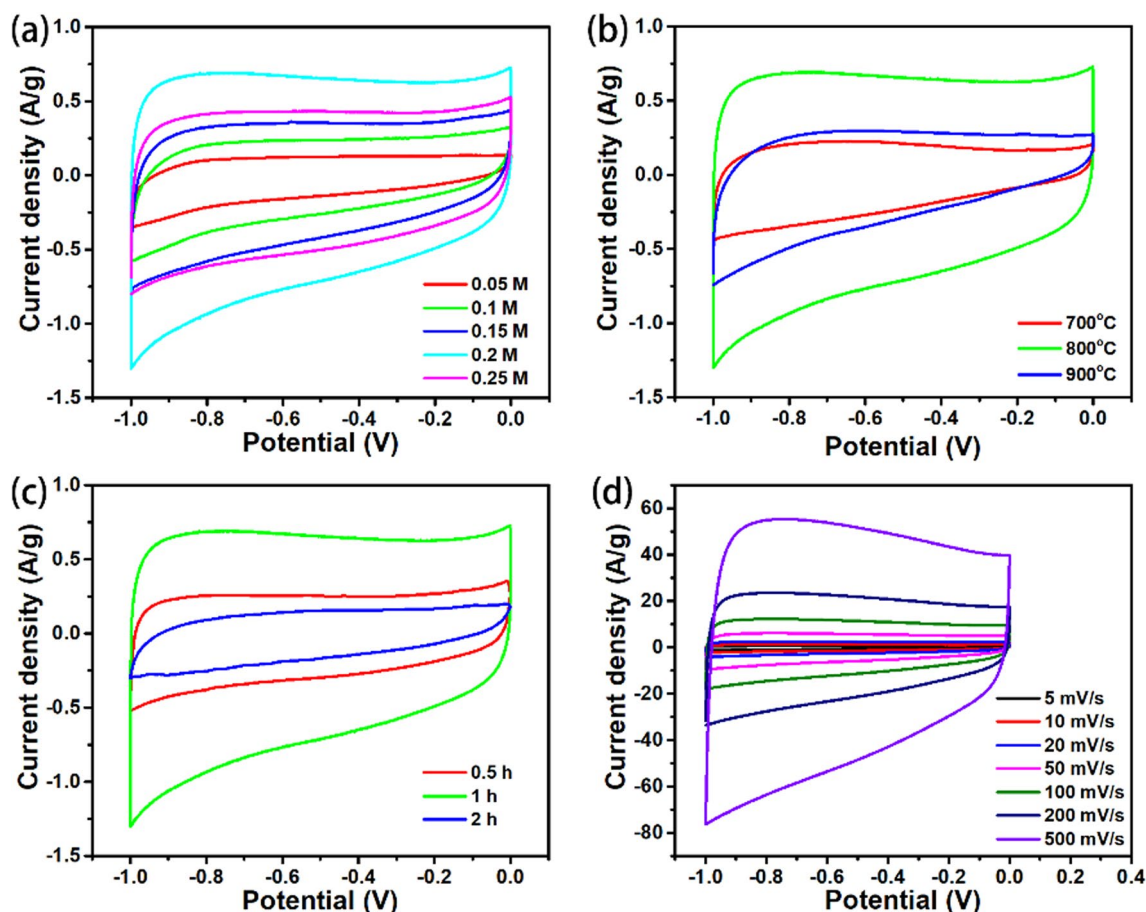 (a)
1.0
0.5
0.0
-0.5
-1.0
-1.5
Current density (A/g)
-1.0 -0.8 -0.6 -0.4 -0.2 0.0
Potential (V)
0.05 M
0.1 M
0.15 M
0.2 M
0.25 M
(b)
1.0
0.5
0.0
-0.5
-1.0
-1.5
Current density (A/g)
-1.0 -0.8 -0.6 -0.4 -0.2 0.0
Potential (V)
700°C
800°C
900°C
(c)
1.0
0.5
0.0
-0.5
-1.0
-1.5
Current density (A/g)
-1.0 -0.8 -0.6 -0.4 -0.2 0.0
Potential (V)
0.5 h
1 h
2 h
(d)
60
40
20
0
-20
-40
-60
-80
Current density (A/g)
-1.0 -0.8 -0.6 -0.4 -0.2 0.0 0.2 0.4
Potential (V)
5 mV/s
10 mV/s
20 mV/s
50 mV/s
100 mV/s
200 mV/s
500 mV/s